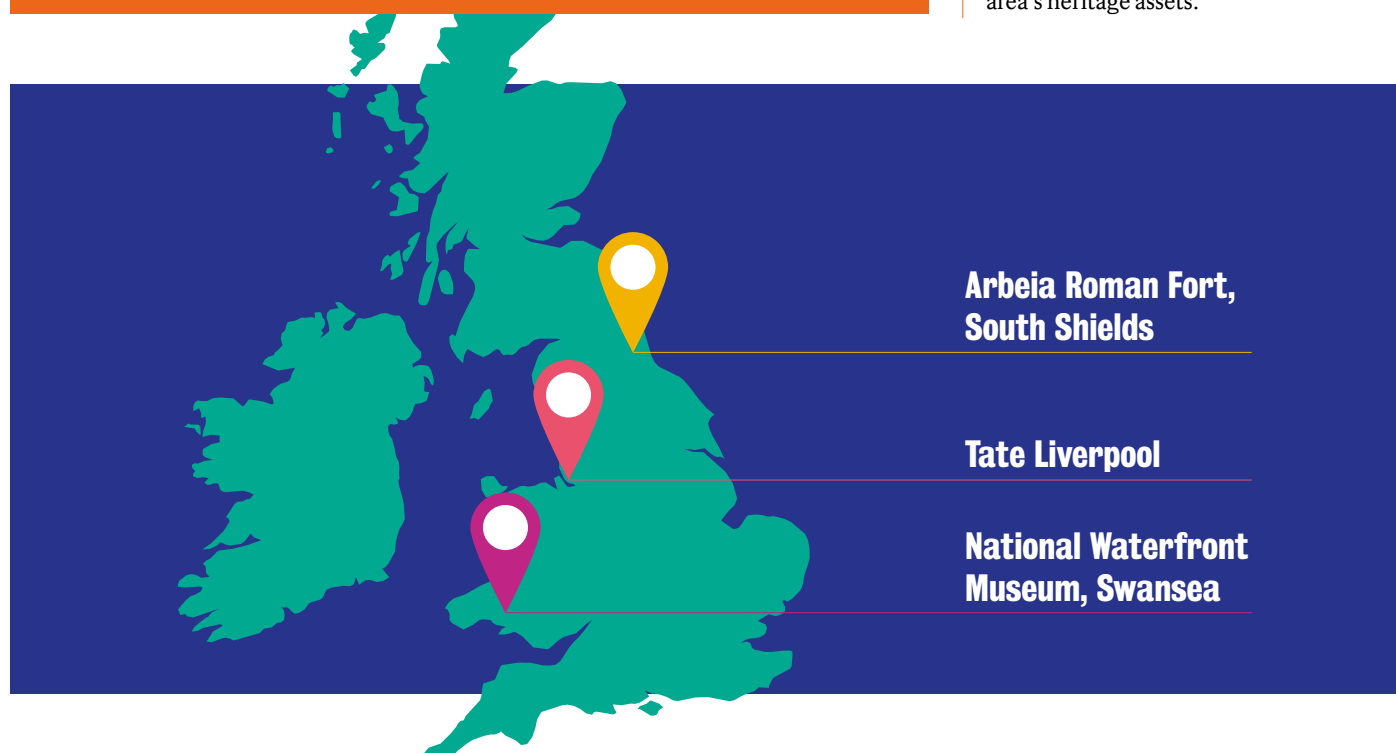 area's heritage assets.
Arbeia Roman Fort,
South Shields
Tate Liverpool
National Waterfront
Museum, Swansea